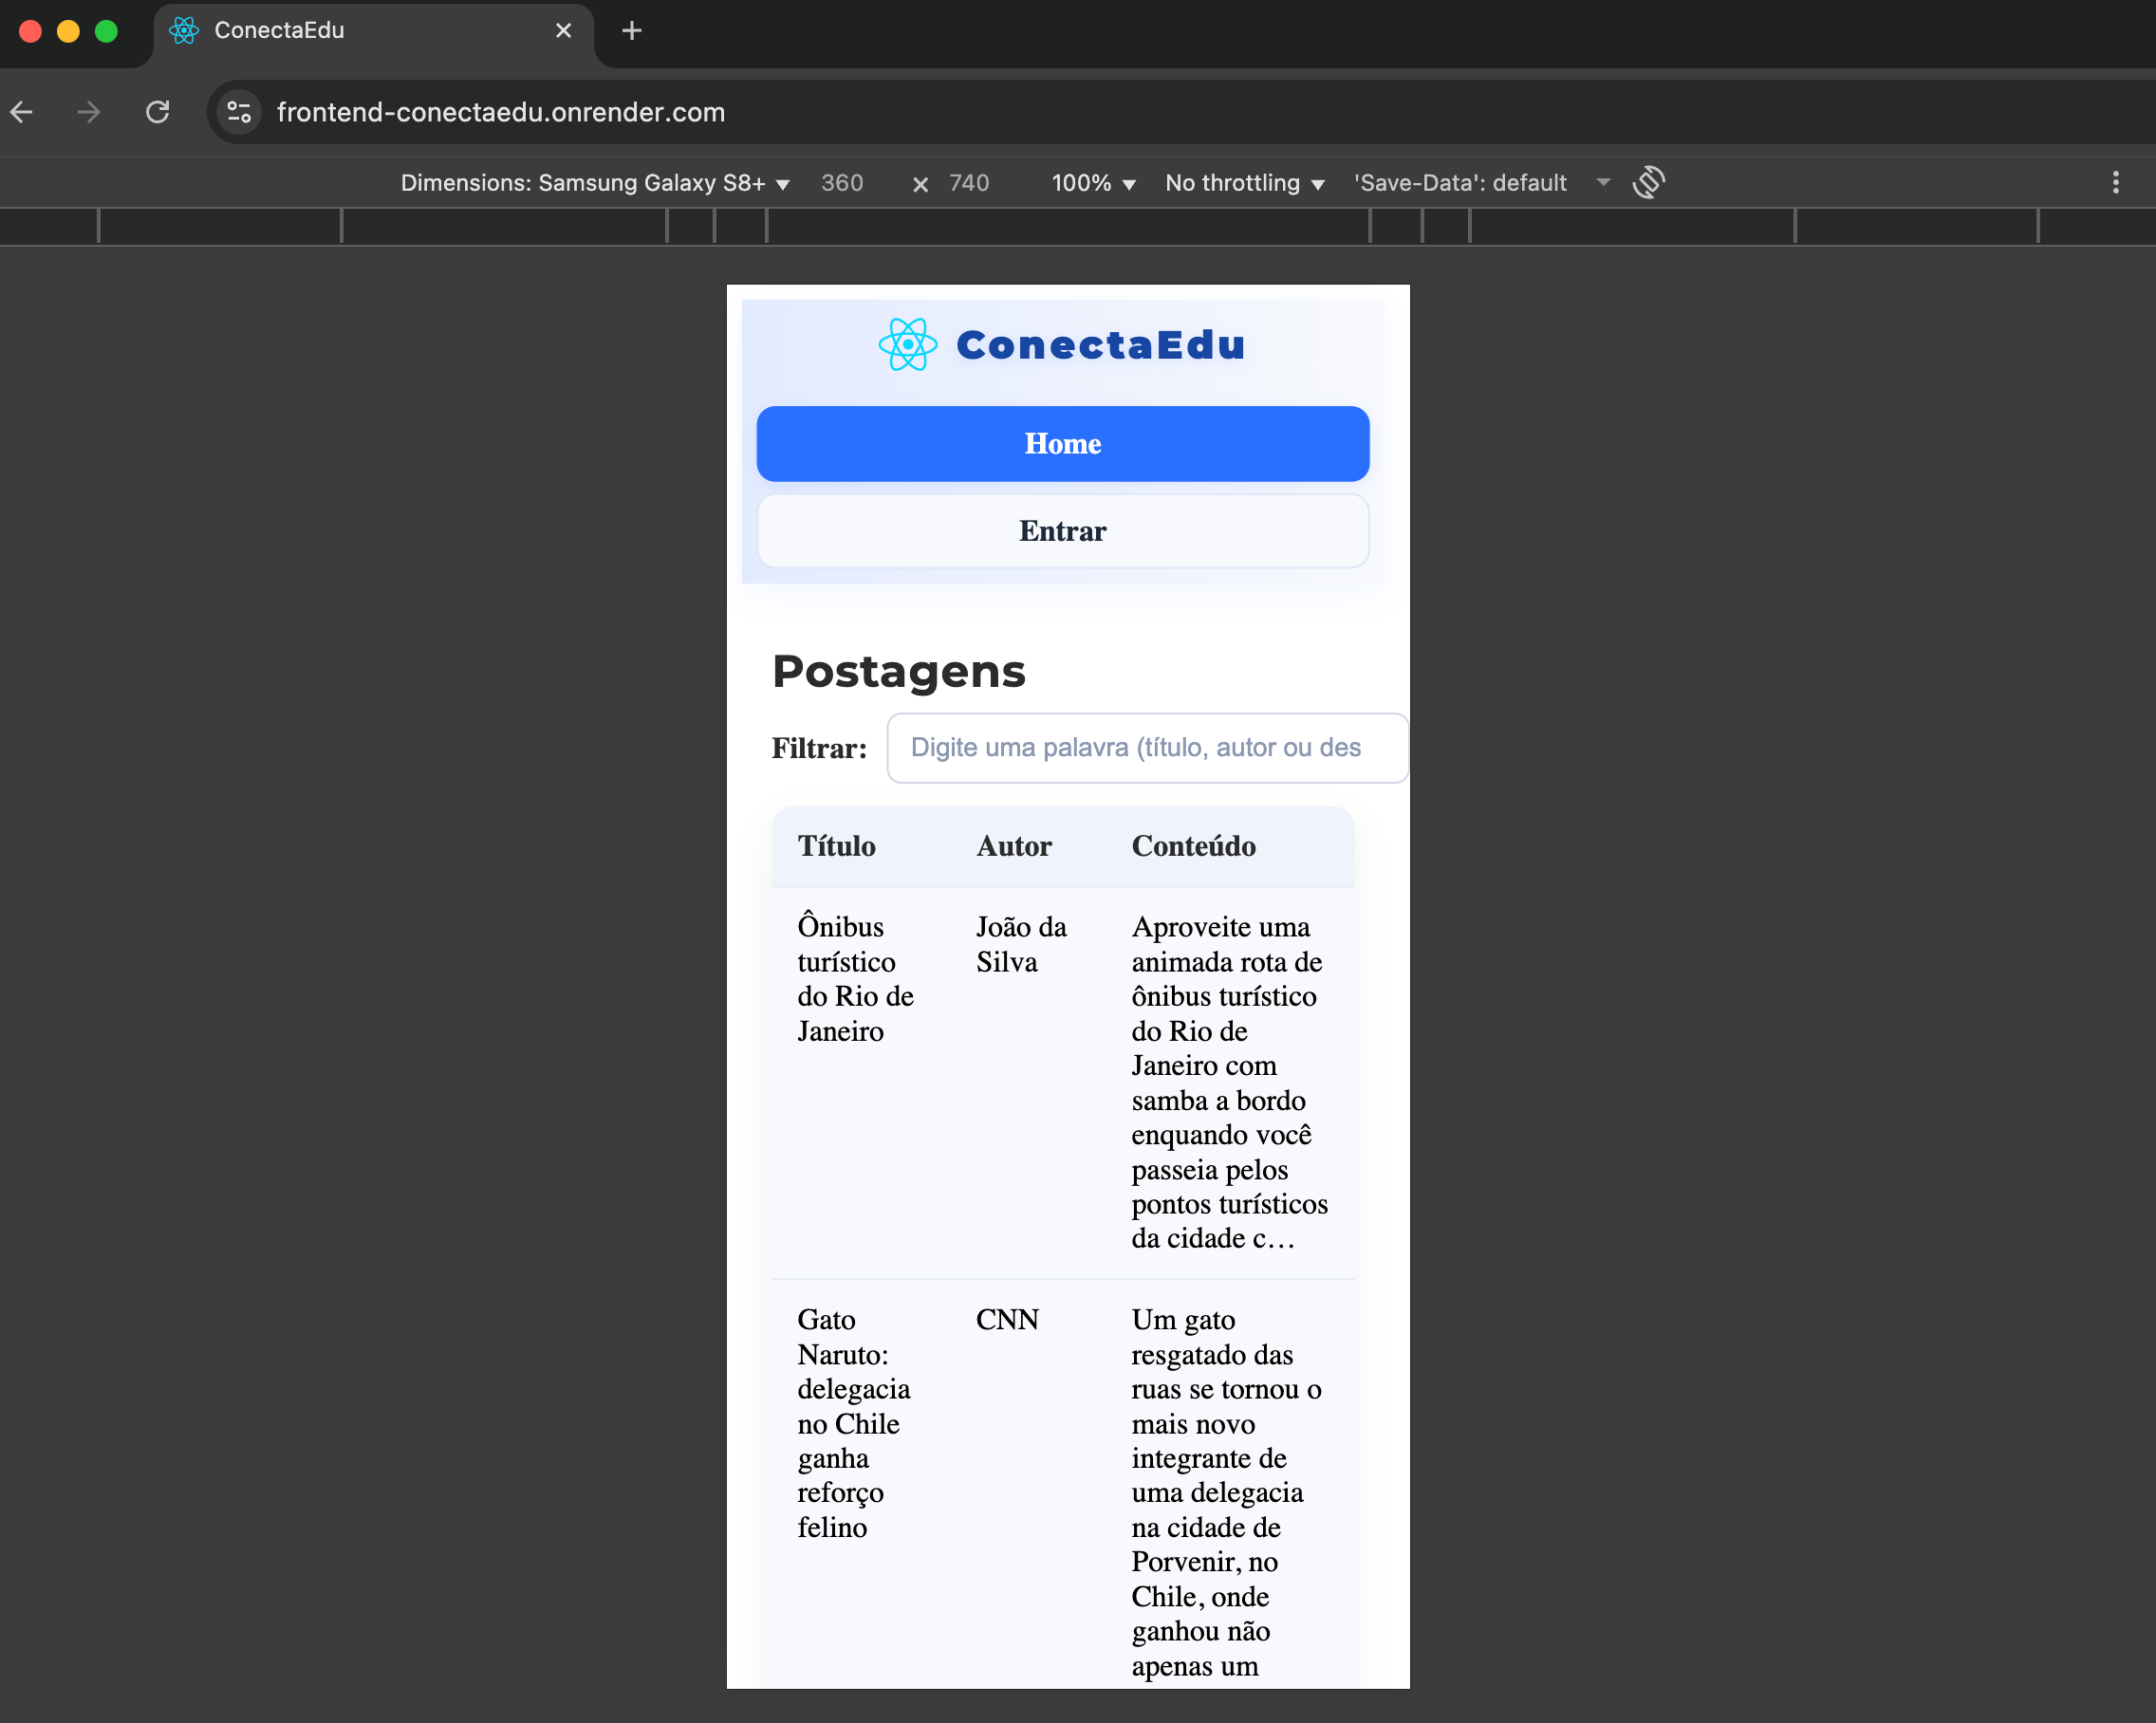 ConectaEdu
frontend-conectaedu.onrender.com
Dimensions: Samsung Galaxy S8+ 360 × 740 100% No throttling 'Save-Data': default
ConectaEdu
Home
Entrar
Postagens
Filtrar: Digite uma palavra (título, autor ou des
Título Autor Conteúdo
Ônibus
turístico
do Rio de
Janeiro
João da
Silva
Aproveite uma
animada rota de
ônibus turístico
do Rio de
Janeiro com
samba a bordo
enquando você
passeia pelos
pontos turísticos
da cidade c…
Gato
Naruto:
delegacia
no Chile
ganha
reforço
felino
CNN
Um gato
resgatado das
ruas se tornou o
mais novo
integrante de
uma delegacia
na cidade de
Porvenir, no
Chile, onde
ganhou não
apenas um